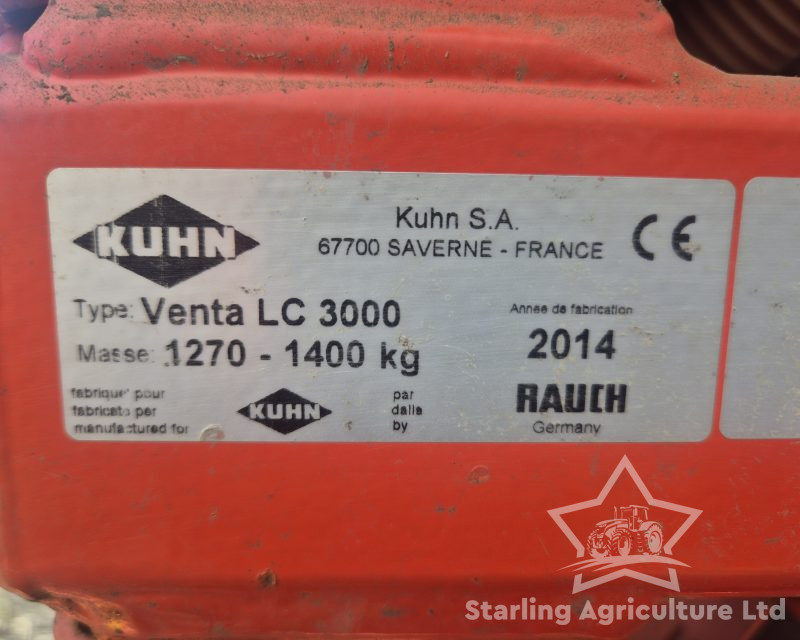 KUHN
Kuhn S.A.
67700 SAVERNE - FRANCE
CE
Type: Venta LC 3000
Masse: 1270 - 1400 kg
Annee de fabrication
2014
fabrique' pour
fabricato per
manufactured for
KUHN
par
dalla
by
RAUCH
Germany
Starling Agriculture Ltd